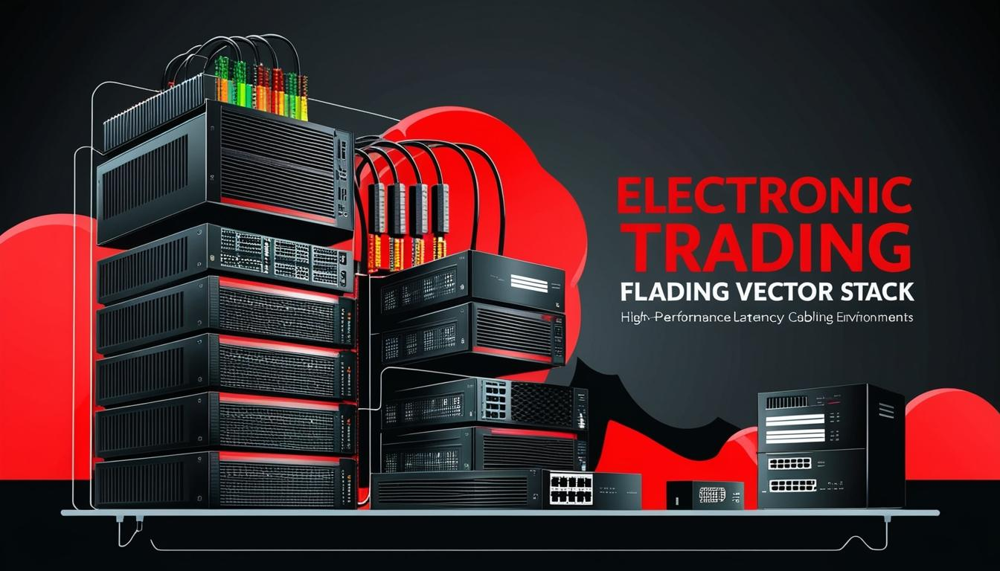 ELECTRONIC
TRADING
FLADING VECTOR STACK
High-Performance Latency Cabling Environments